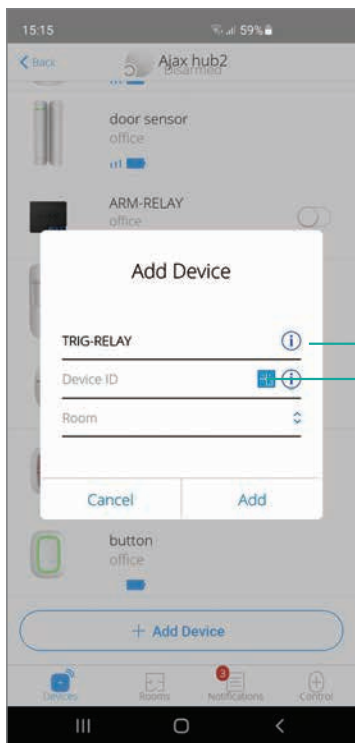 15:15
59%
Back
Ajax hub2
Disarmed
door sensor
office
ARM-RELAY
office
Add Device
TRIG-RELAY
Device ID
Room
Cancel
Add
button
office
+ Add Device
3
Devices
Rooms
Notifications
Control